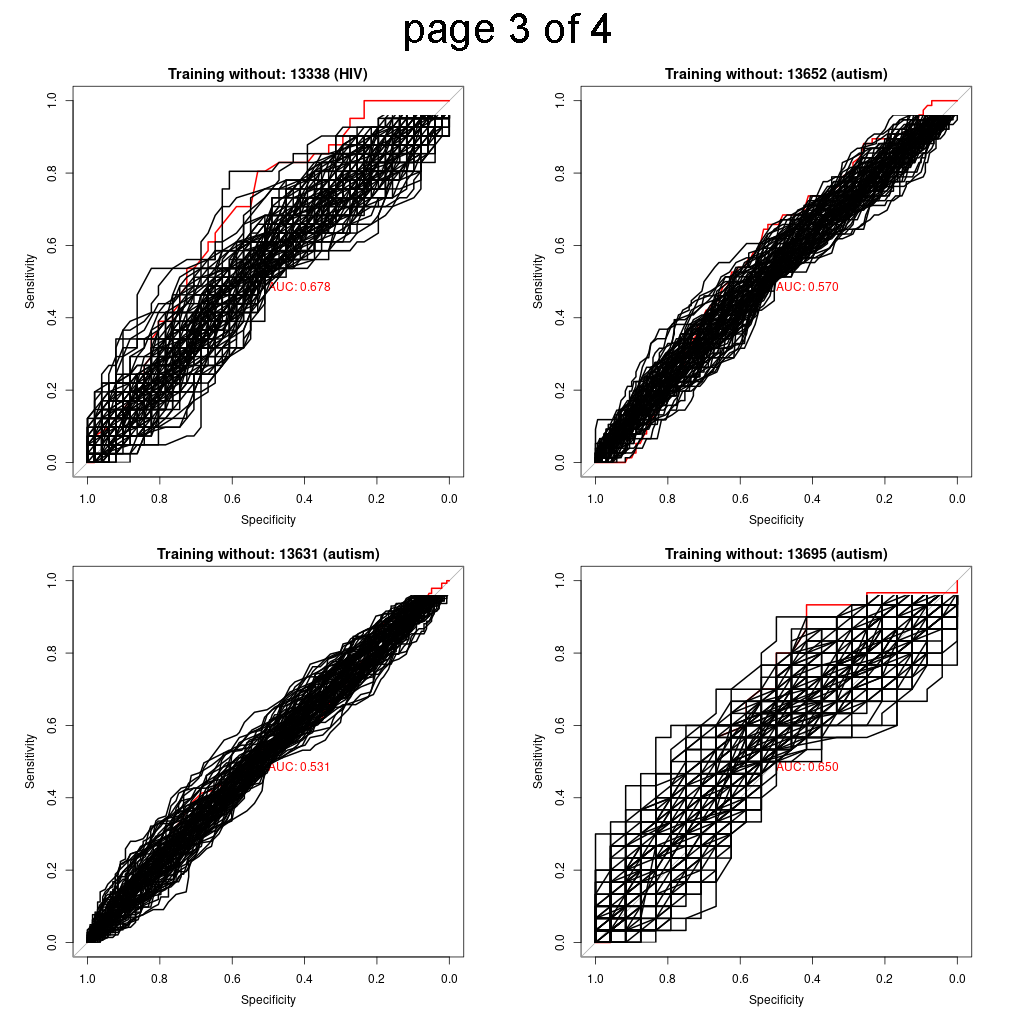 page 3 of 4
Training without: 13338 (HIV)
1.0
0.8
0.6
0.4
0.2
0.0
Sensitivity
AUC: 0.678
1.0 0.8 0.6 0.4 0.2 0.0
Specificity
Training without: 13652 (autism)
1.0
0.8
0.6
0.4
0.2
0.0
Sensitivity
AUC: 0.570
1.0 0.8 0.6 0.4 0.2 0.0
Specificity
Training without: 13631 (autism)
1.0
0.8
0.6
0.4
0.2
0.0
Sensitivity
AUC: 0.531
1.0 0.8 0.6 0.4 0.2 0.0
Specificity
Training without: 13695 (autism)
1.0
0.8
0.6
0.4
0.2
0.0
Sensitivity
AUC: 0.650
1.0 0.8 0.6 0.4 0.2 0.0
Specificity